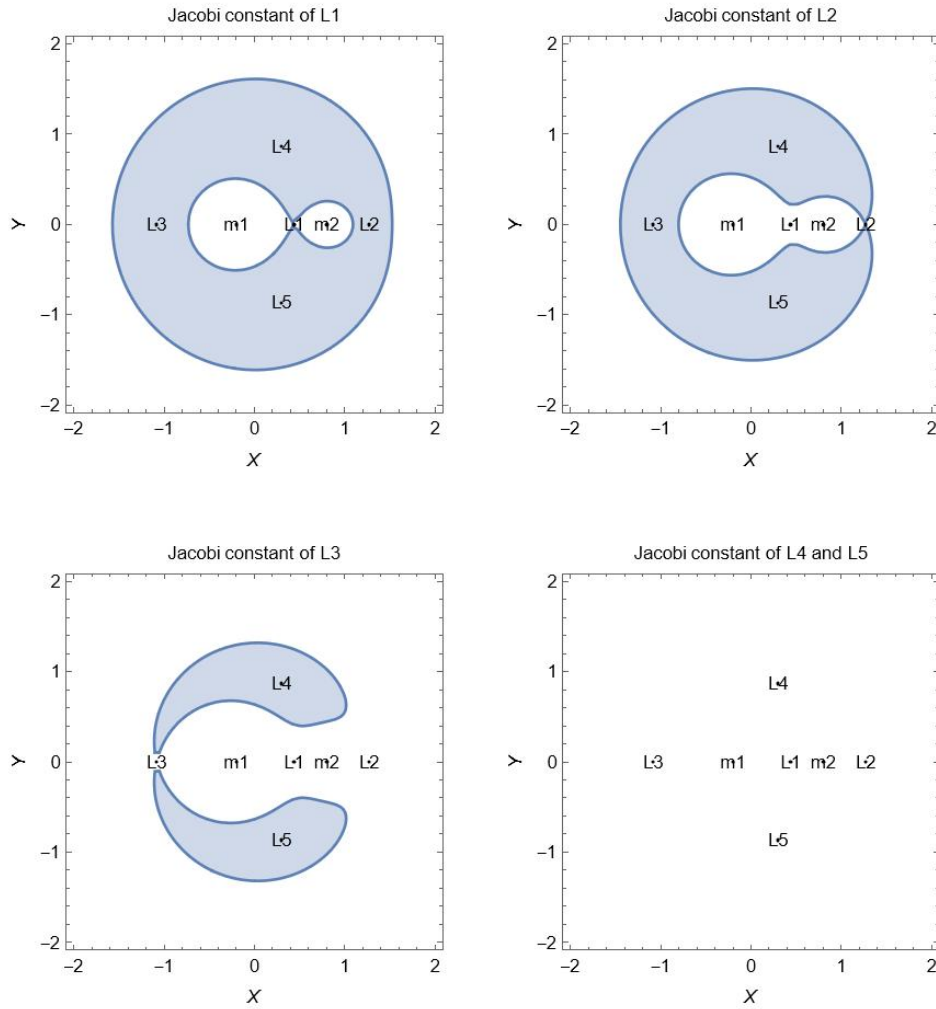 Jacobi constant of L1
2
1
0
−1
−2
Y
L4
L3 m1 L1 m2 L2
L5
−2 −1 0 1 2
X
Jacobi constant of L2
2
1
0
−1
−2
Y
L4
L3 m1 L1 m2 L2
L5
−2 −1 0 1 2
X
Jacobi constant of L3
2
1
0
−1
−2
Y
L4
L3 m1 L1 m2 L2
L5
−2 −1 0 1 2
X
Jacobi constant of L4 and L5
2
1
0
−1
−2
Y
L4
L3 m1 L1 m2 L2
L5
−2 −1 0 1 2
X